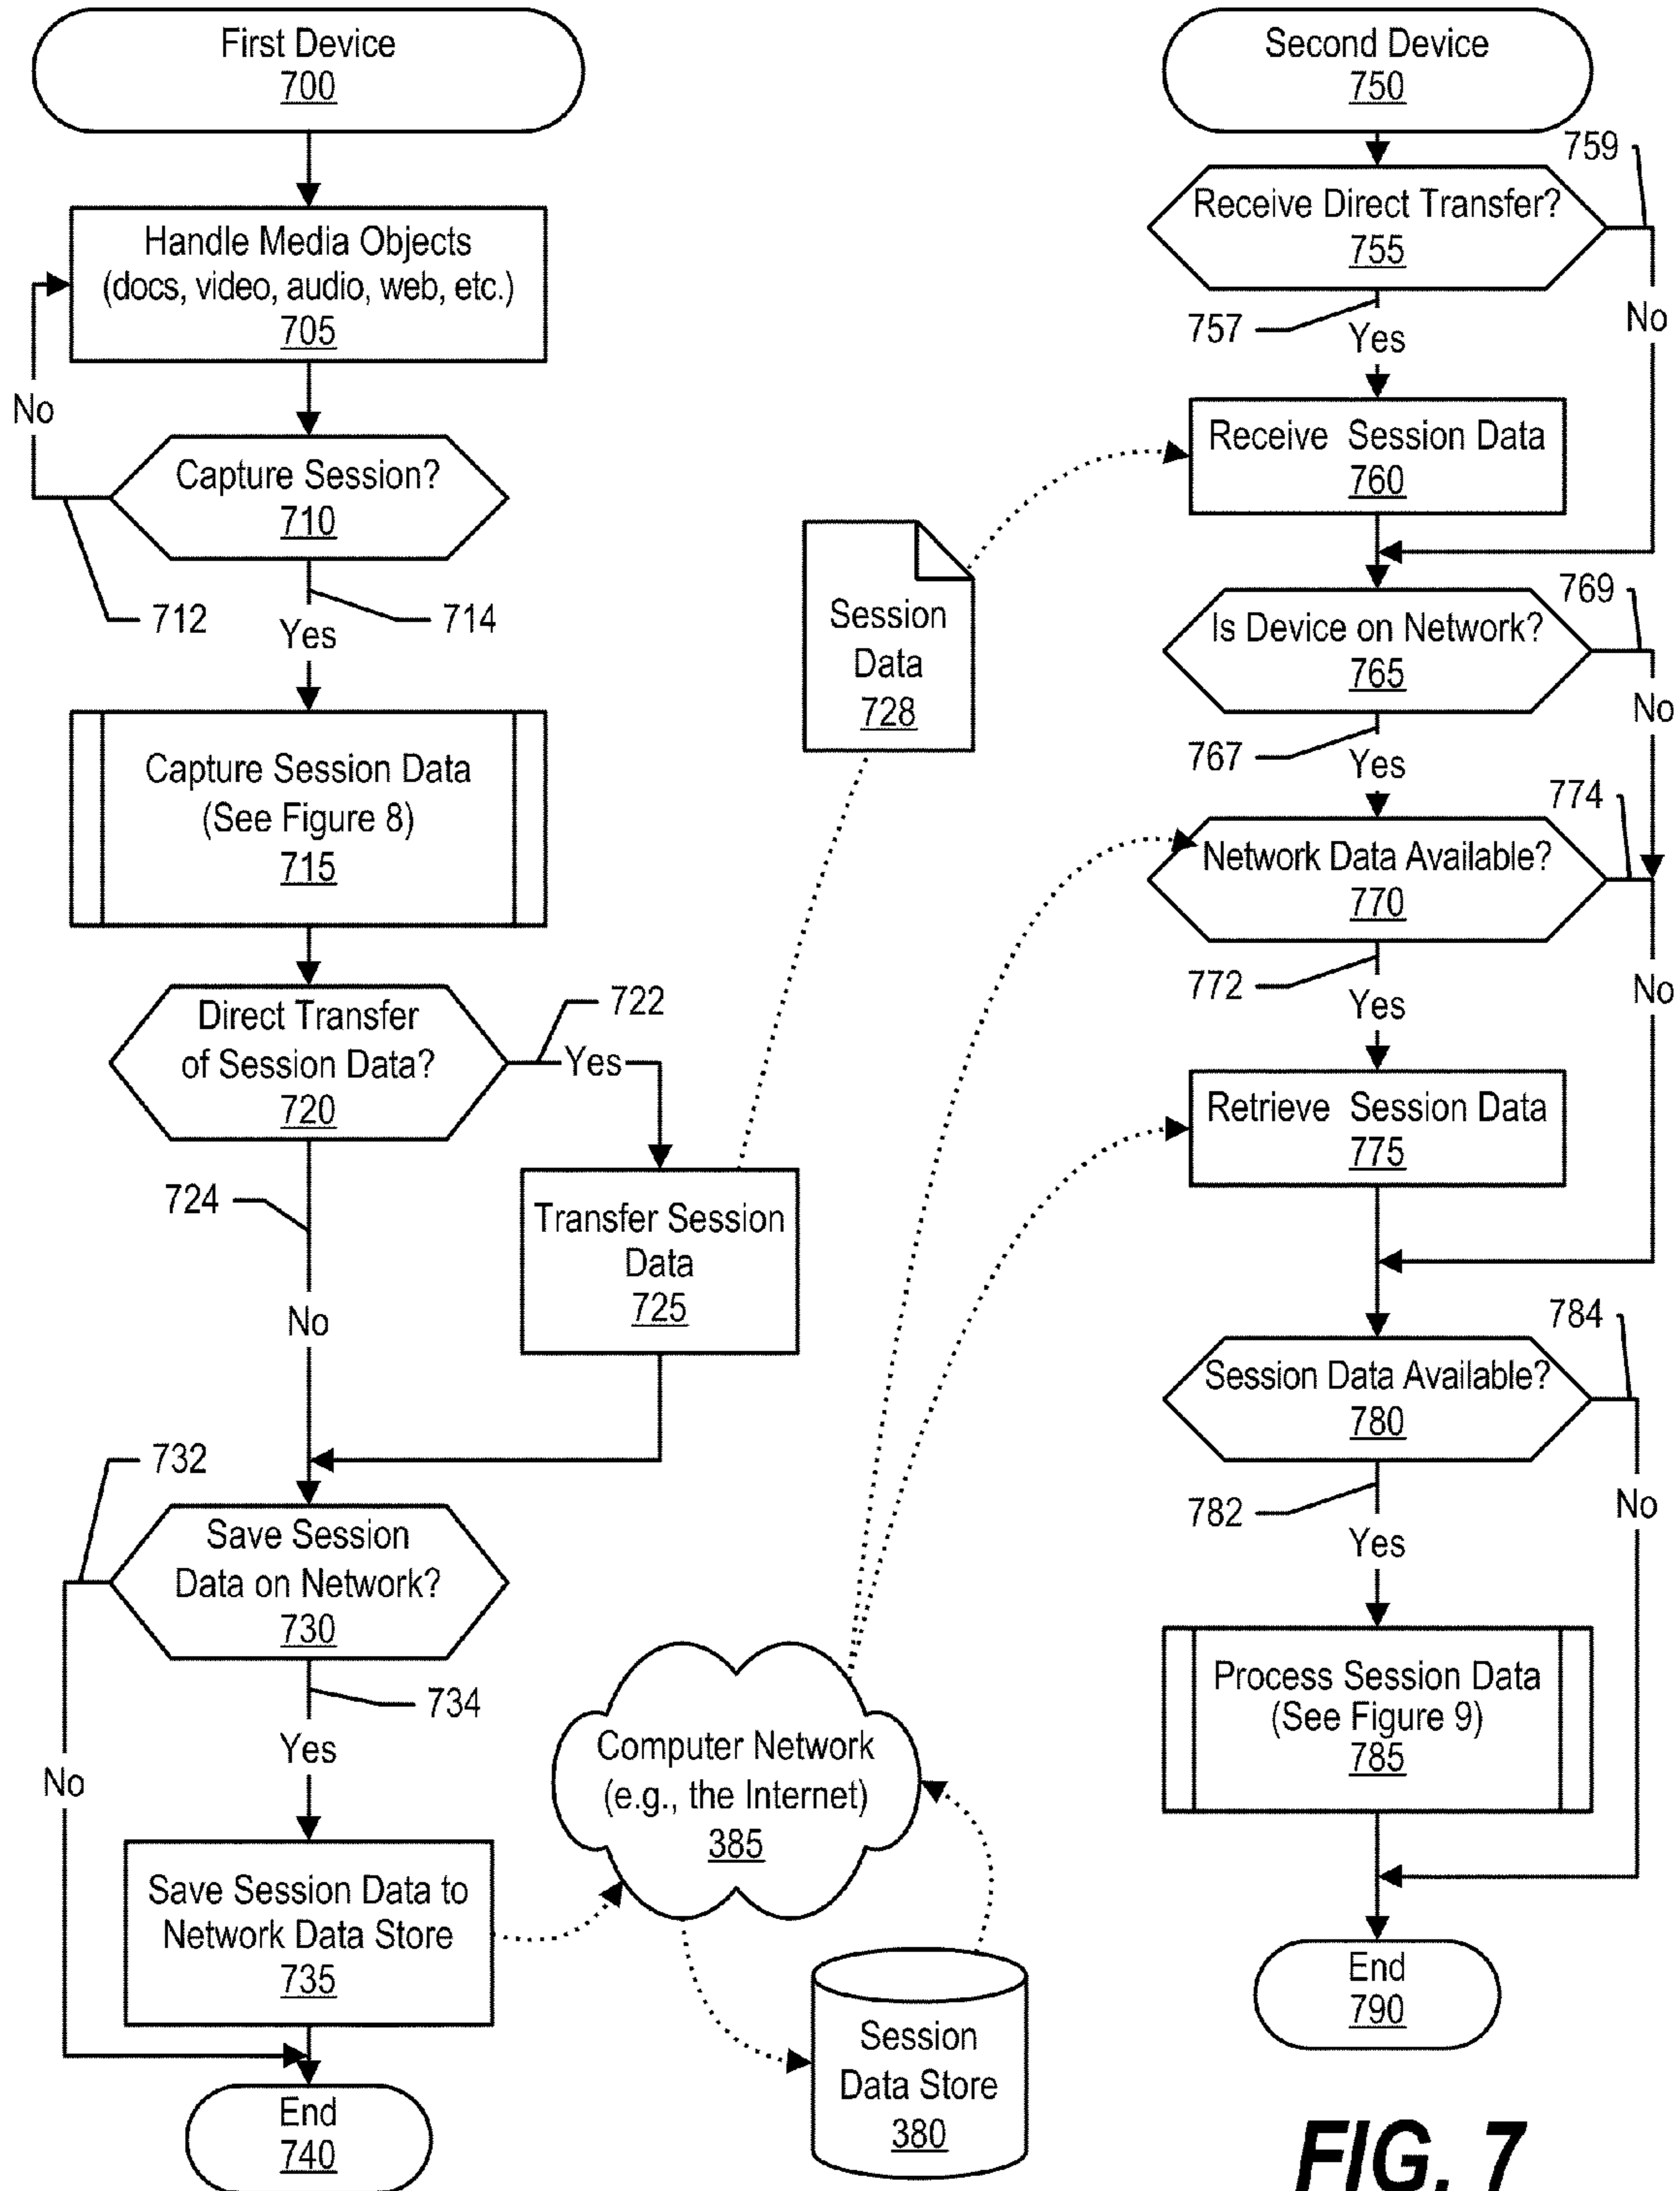 First Device
700
Handle Media Objects
(docs, video, audio, web, etc.)
705
No
Capture Session?
710
712
714
Yes
Capture Session Data
(See Figure 8)
715
Direct Transfer
of Session Data?
720
722
Yes
724
No
Transfer Session
Data
725
732
Save Session
Data on Network?
730
734
Yes
No
Save Session Data to
Network Data Store
735
End
740
Session
Data
728
Computer Network
(e.g., the Internet)
385
Session
Data Store
380
Second Device
750
759
Receive Direct Transfer?
755
757
Yes
No
Receive Session Data
760
769
Is Device on Network?
765
767
Yes
No
774
Network Data Available?
770
772
Yes
No
Retrieve Session Data
775
784
Session Data Available?
780
782
Yes
No
Process Session Data
(See Figure 9)
785
End
790
FIG. 7